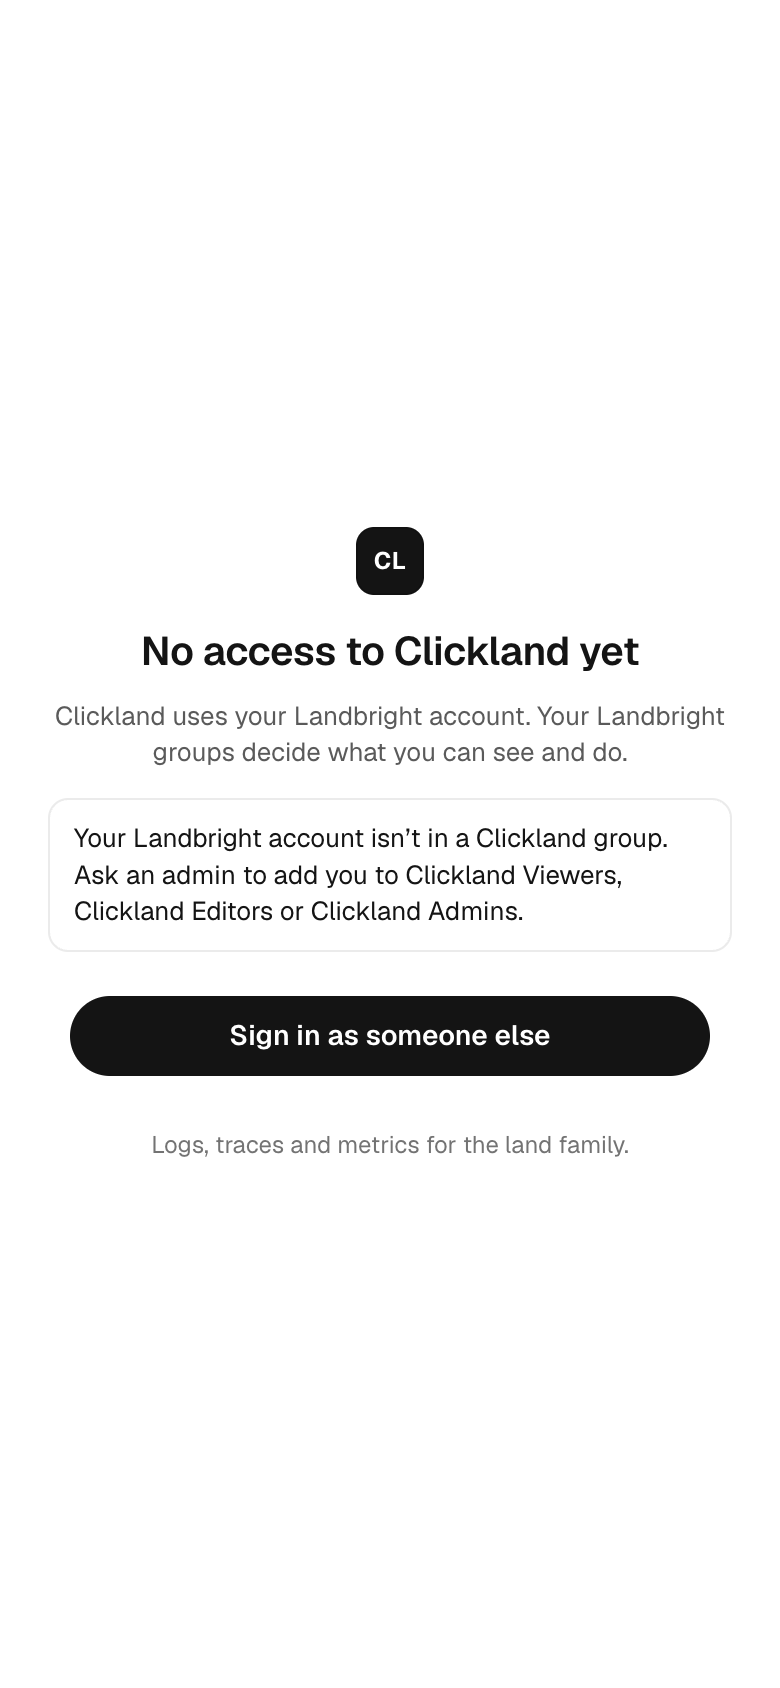 CL
No access to Clickland yet
Clickland uses your Landbright account. Your Landbright
groups decide what you can see and do.
Your Landbright account isn’t in a Clickland group.
Ask an admin to add you to Clickland Viewers,
Clickland Editors or Clickland Admins.
Sign in as someone else
Logs, traces and metrics for the land family.